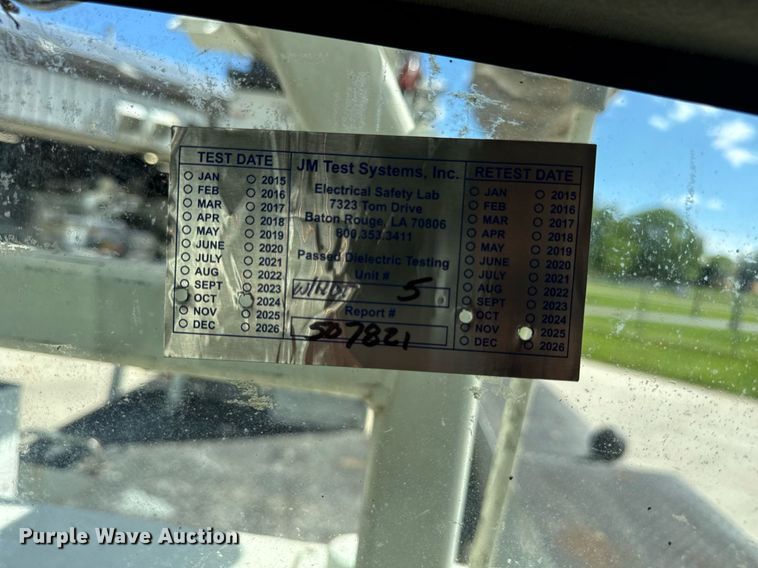 TEST DATE
JAN 2015
FEB 2016
MAR 2017
APR 2018
MAY 2019
JUNE 2020
JULY 2021
AUG 2022
SEPT 2023
OCT 2024
NOV 2025
DEC 2026
JM Test Systems, Inc.
Electrical Safety Lab
7323 Tom Drive
Baton Rouge, LA 70806
800.353.3411
Passed Dielectric Testing
Unit #
5
Report #
507821
RETEST DATE
JAN 2015
FEB 2016
MAR 2017
APR 2018
MAY 2019
JUNE 2020
JULY 2021
AUG 2022
SEPT 2023
OCT 2024
NOV 2025
DEC 2026
Purple Wave Auction